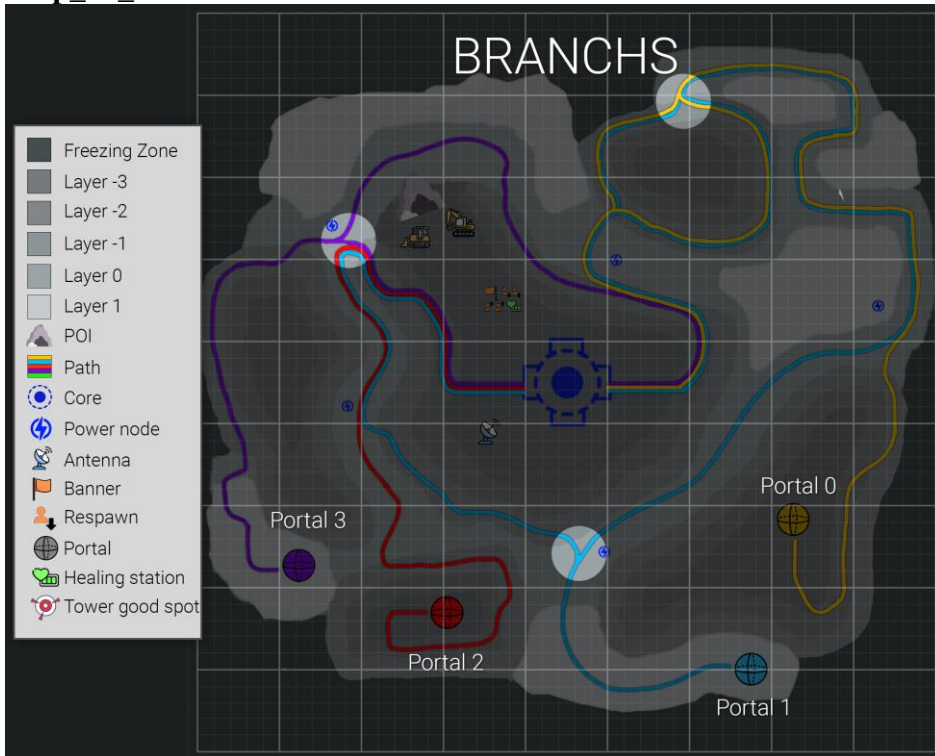 BRANCHS
Freezing Zone
Layer -3
Layer -2
Layer -1
Layer 0
Layer 1
POI
Path
Core
Power node
Antenna
Banner
Respawn
Portal
Healing station
Tower good spot
Portal 0
Portal 3
Portal 2
Portal 1